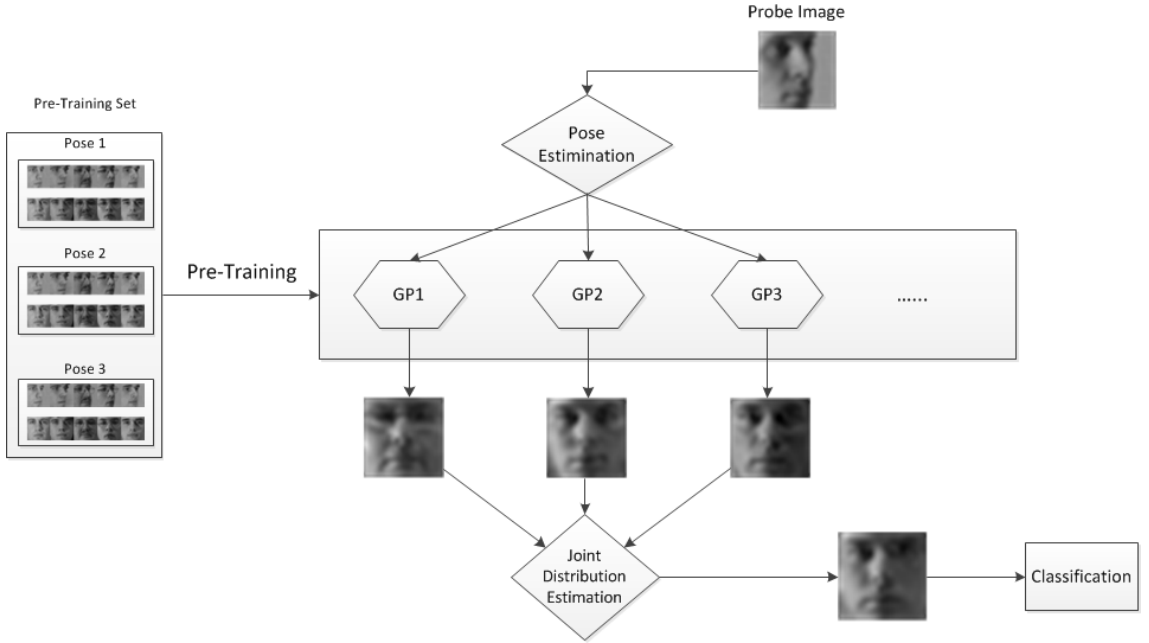 Probe Image
Pose
Estimination
Pre-Training Set
Pose 1
Pose 2
Pose 3
Pre-Training
GP1
GP2
GP3
......
Joint
Distribution
Estimation
Classification